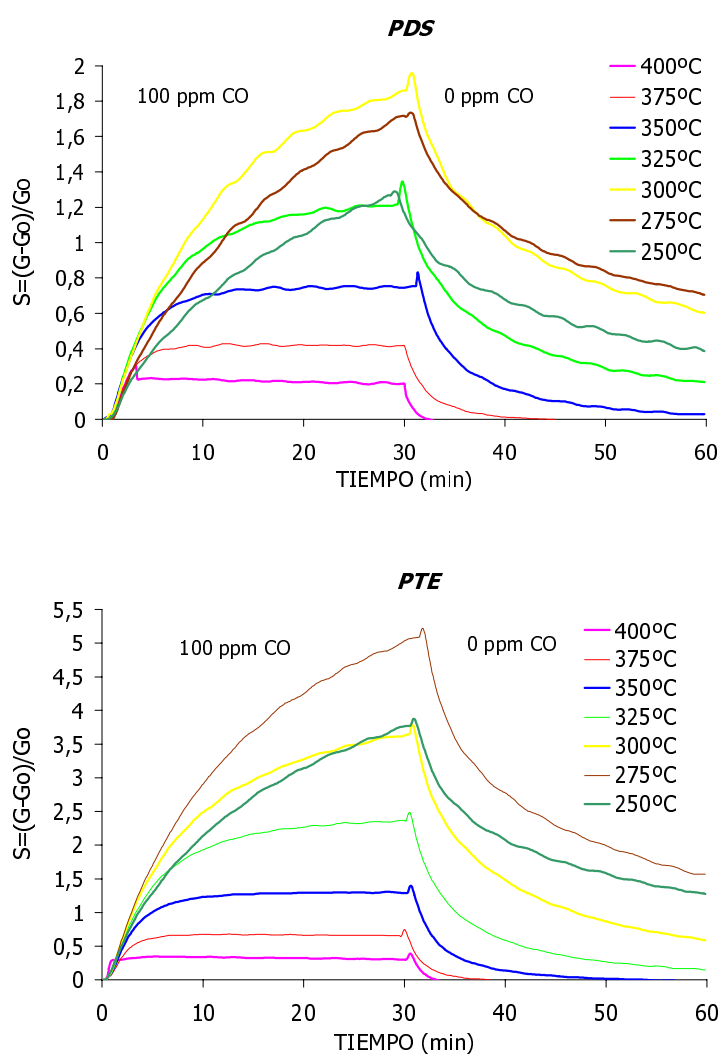 PDS
2
1,8
1,6
1,4
1,2
1
0,8
0,6
0,4
0,2
0
S=(G-Go)/Go
100 ppm CO
0 ppm CO
400ºC
375ºC
350ºC
325ºC
300ºC
275ºC
250ºC
0 10 20 30 40 50 60
TIEMPO (min)
PTE
5,5
5
4,5
4
3,5
3
2,5
2
1,5
1
0,5
0
S=(G-Go)/Go
100 ppm CO
0 ppm CO
400ºC
375ºC
350ºC
325ºC
300ºC
275ºC
250ºC
0 10 20 30 40 50 60
TIEMPO (min)